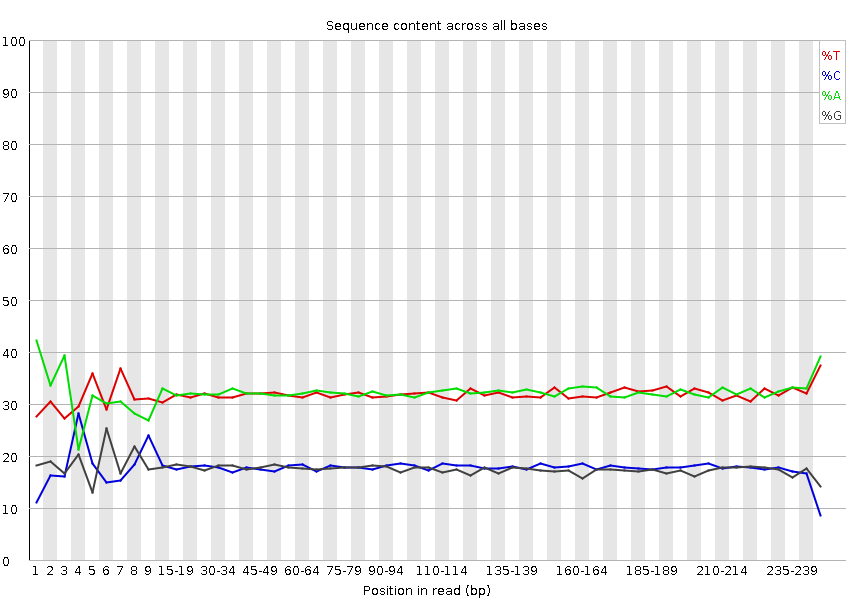 Sequence content across all bases
100
90
80
70
60
50
40
30
20
10
0
%T
%C
%A
%G
1 2 3 4 5 6 7 8 9 15-19 30-34 45-49 60-64 75-79 90-94 110-114 135-139 160-164 185-189 210-214 235-239
Position in read (bp)